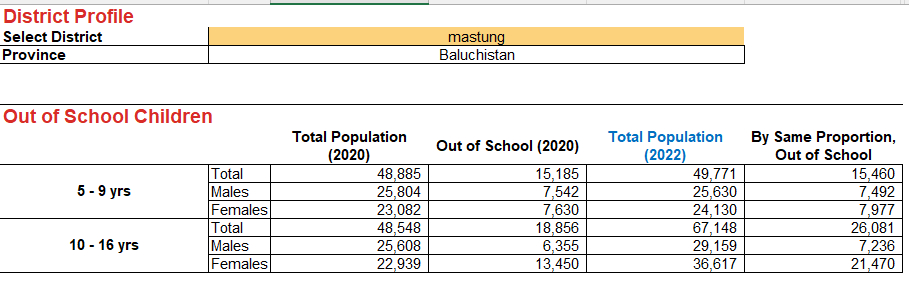 District Profile
Select District mastung
Province Baluchistan
Out of School Children
Total Population (2020) Out of School (2020) Total Population (2022) By Same Proportion, Out of School
5 - 9 yrs
Total 48,885 15,185 49,771 15,460
Males 25,804 7,542 25,630 7,492
Females 23,082 7,630 24,130 7,977
10 - 16 yrs
Total 48,548 18,856 67,148 26,081
Males 25,608 6,355 29,159 7,236
Females 22,939 13,450 36,617 21,470